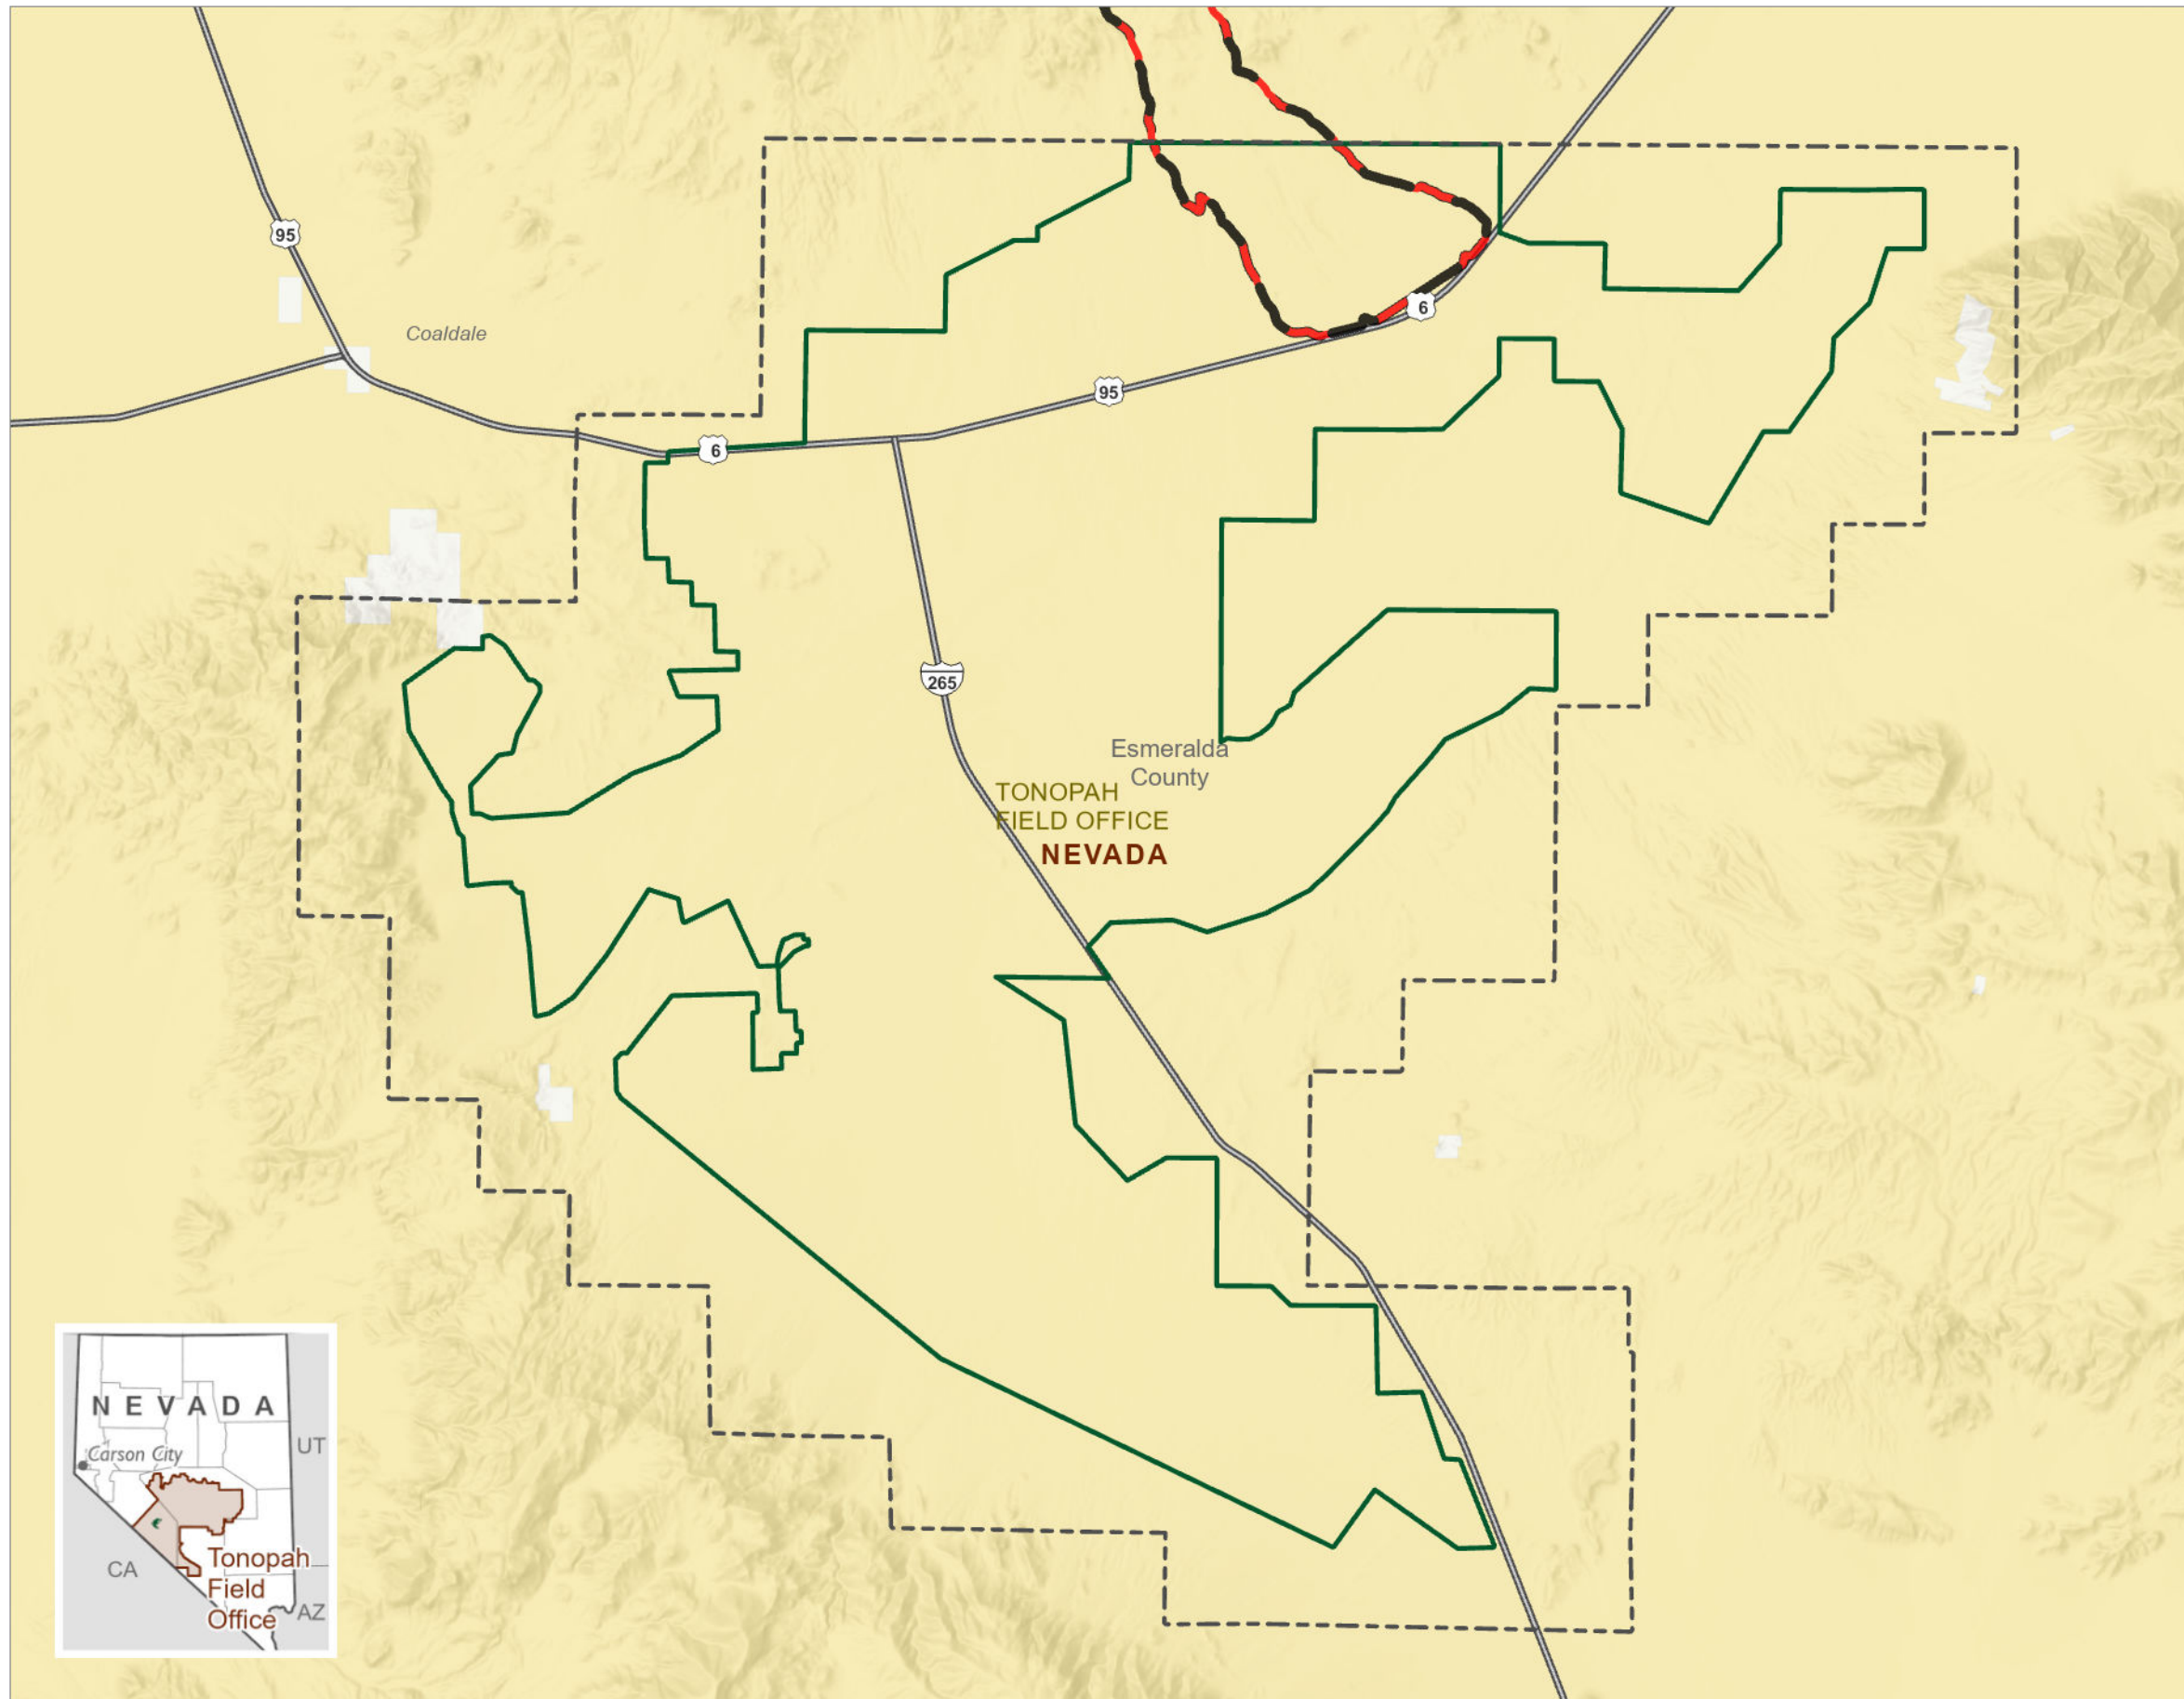 95
Coaldale
6
95
6
265
Esmeralda
County
TONOPAH
FIELD OFFICE
NEVADA
NEVADA
Carson City
UT
CA
AZ
Tonopah
Field
Office